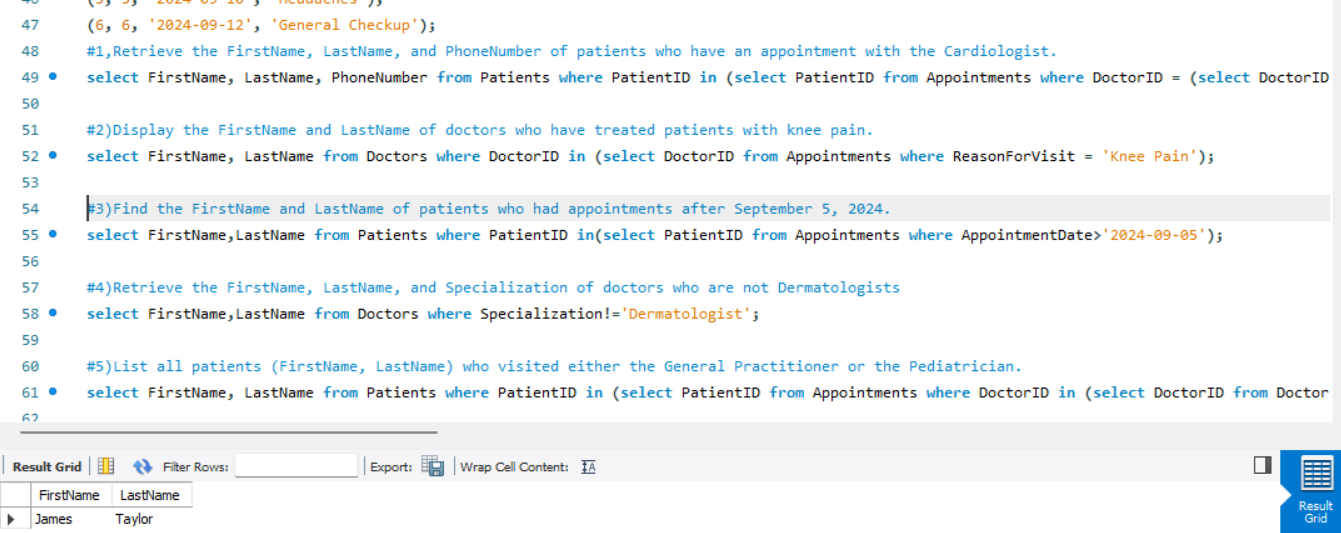 46 (5, 5, '2024-09-10', 'Headaches'),
47 (6, 6, '2024-09-12', 'General Checkup');
48 #1,Retrieve the FirstName, LastName, and PhoneNumber of patients who have an appointment with the Cardiologist.
49 select FirstName, LastName, PhoneNumber from Patients where PatientID in (select PatientID from Appointments where DoctorID = (select DoctorID
50
51 #2)Display the FirstName and LastName of doctors who have treated patients with knee pain.
52 select FirstName, LastName from Doctors where DoctorID in (select DoctorID from Appointments where ReasonForVisit = 'Knee Pain');
53
54 #3)Find the FirstName and LastName of patients who had appointments after September 5, 2024.
55 select FirstName,LastName from Patients where PatientID in(select PatientID from Appointments where AppointmentDate>'2024-09-05');
56
57 #4)Retrieve the FirstName, LastName, and Specialization of doctors who are not Dermatologists
58 select FirstName,LastName from Doctors where Specialization!='Dermatologist';
59
60 #5)List all patients (FirstName, LastName) who visited either the General Practitioner or the Pediatrician.
61 select FirstName, LastName from Patients where PatientID in (select PatientID from Appointments where DoctorID in (select DoctorID from Doctor
62
Result Grid Filter Rows: Export: Wrap Cell Content: IA
FirstName LastName
James Taylor
Result
Grid